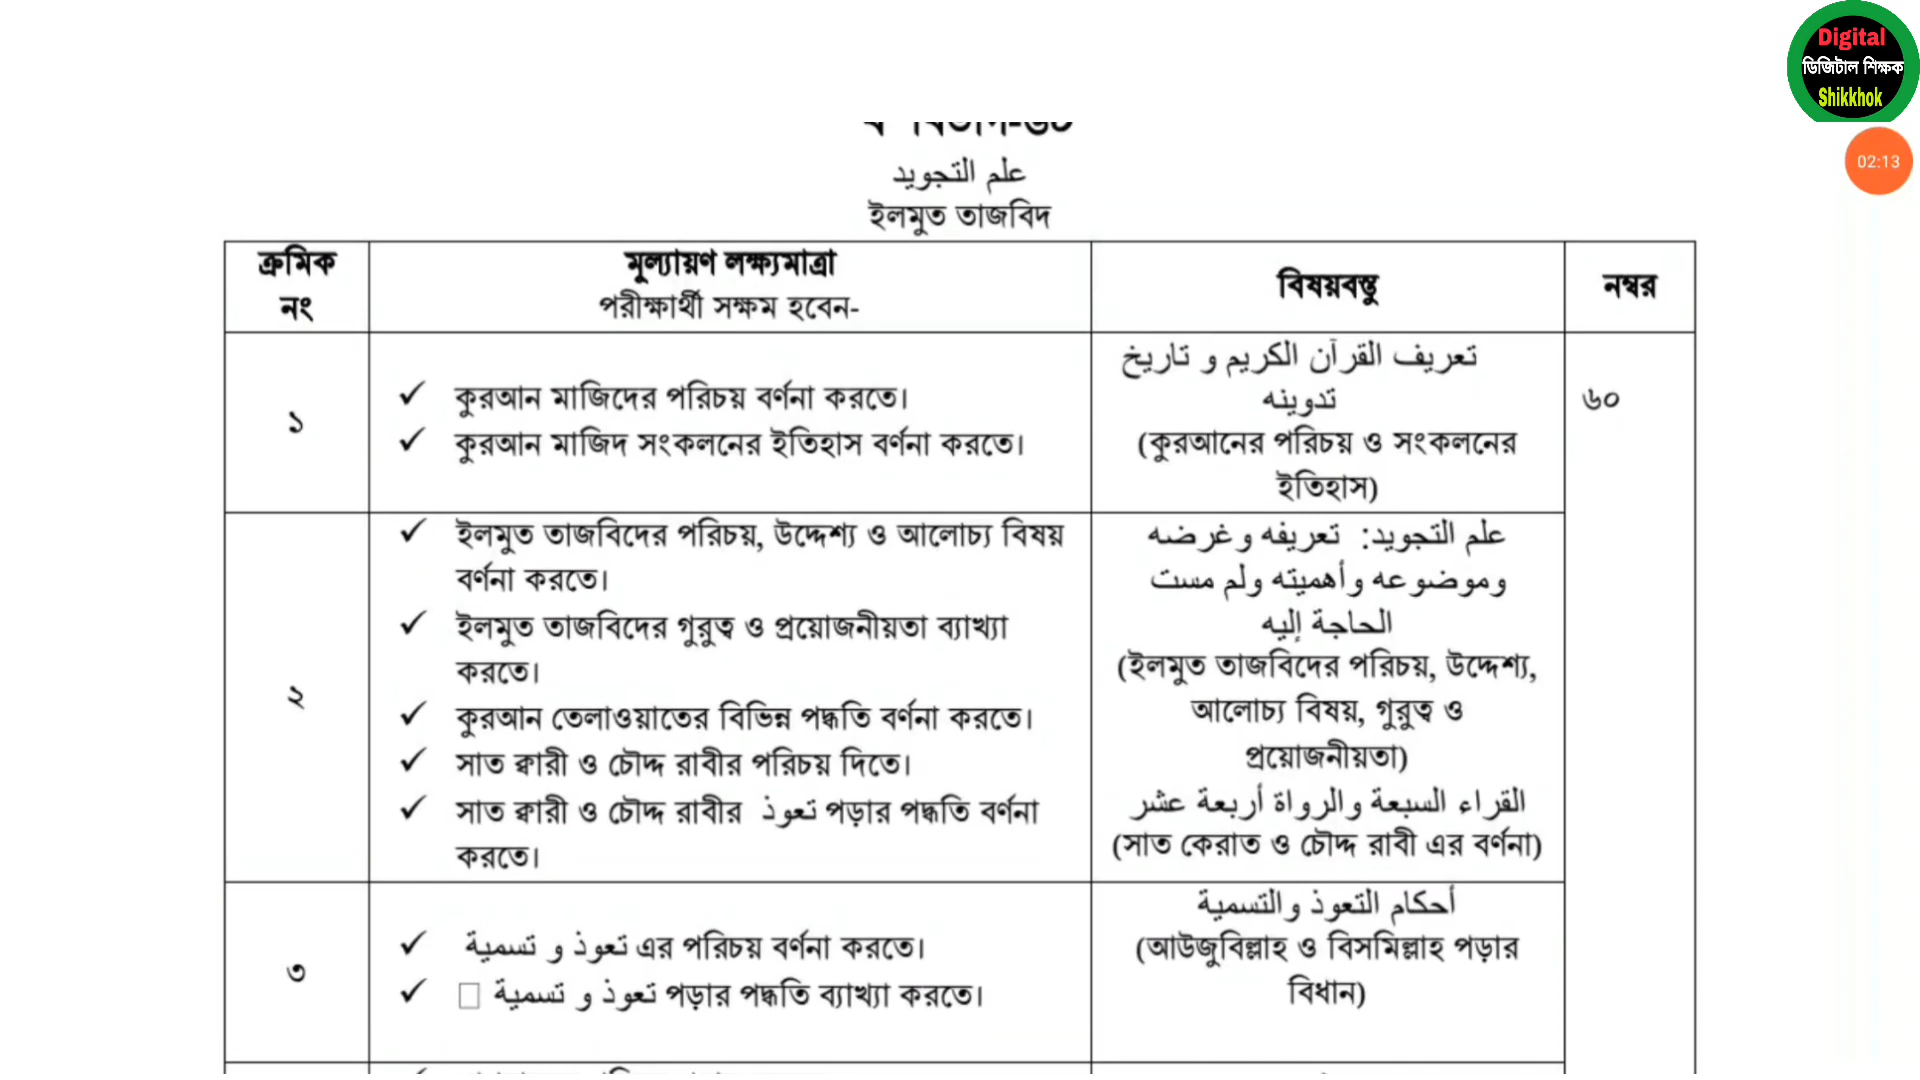 Digital
ডিজিটাল শিক্ষক
Shikkhok
02:13
علم التجويد
ইলমুত তাজবিদ
ক্রমিক নং
মূল্যায়ণ লক্ষ্যমাত্রা
পরীক্ষার্থী সক্ষম হবেন-
বিষয়বস্তু
নম্বর
১
✓ কুরআন মাজিদের পরিচয় বর্ণনা করতে।
✓ কুরআন মাজিদ সংকলনের ইতিহাস বর্ণনা করতে।
تعريف القرآن الكريم و تاريخ
تدوينه
(কুরআনের পরিচয় ও সংকলনের
ইতিহাস)
৬০
২
✓ ইলমুত তাজবিদের পরিচয়, উদ্দেশ্য ও আলোচ্য বিষয়
বর্ণনা করতে।
✓ ইলমুত তাজবিদের গুরুত্ব ও প্রয়োজনীয়তা ব্যাখ্যা
করতে।
✓ কুরআন তেলাওয়াতের বিভিন্ন পদ্ধতি বর্ণনা করতে।
✓ সাত ক্বারী ও চৌদ্দ রাবীর পরিচয় দিতে।
✓ সাত ক্বারী ও চৌদ্দ রাবীর تعوذ পড়ার পদ্ধতি বর্ণনা
করতে।
علم التجويد: تعريفه وغرضه
وموضوعه وأهميته ولم مست
الحاجة إليه
(ইলমুত তাজবিদের পরিচয়, উদ্দেশ্য,
আলোচ্য বিষয়, গুরুত্ব ও
প্রয়োজনীয়তা)
القراء السبعة والرواة أربعة عشر
(সাত কেরাত ও চৌদ্দ রাবী এর বর্ণনা)
৩
✓ تعوذ و تسمية এর পরিচয় বর্ণনা করতে।
✓ □ تعوذ و تسمية পড়ার পদ্ধতি ব্যাখ্যা করতে।
أحكام التعوذ والتسمية
(আউজুবিল্লাহ ও বিসমিল্লাহ পড়ার
বিধান)